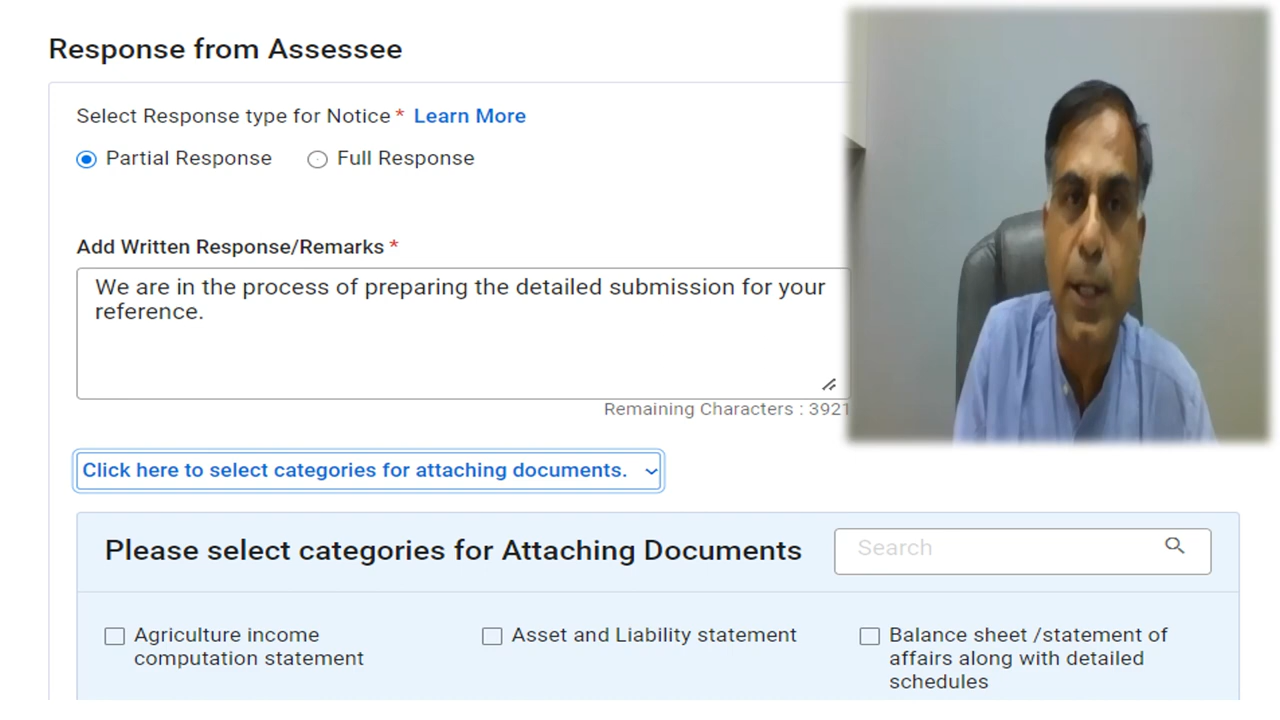 Response from Assessee
Select Response type for Notice * Learn More
Partial Response Full Response
Add Written Response/Remarks *
We are in the process of preparing the detailed submission for your
reference.
Remaining Characters : 3921
Click here to select categories for attaching documents.
Please select categories for Attaching Documents
Search
Agriculture income
computation statement
Asset and Liability statement
Balance sheet /statement of
affairs along with detailed
schedules